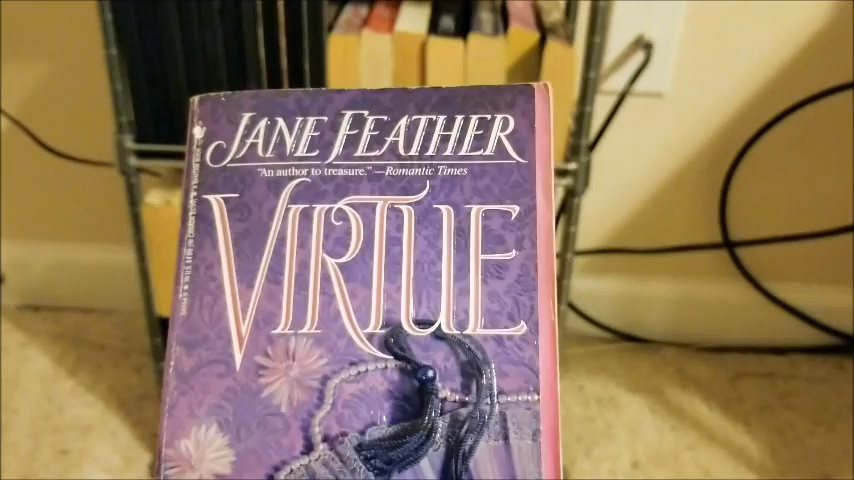 JANE FEATHER
"An author to treasure." —Romantic Times
VIRTUE